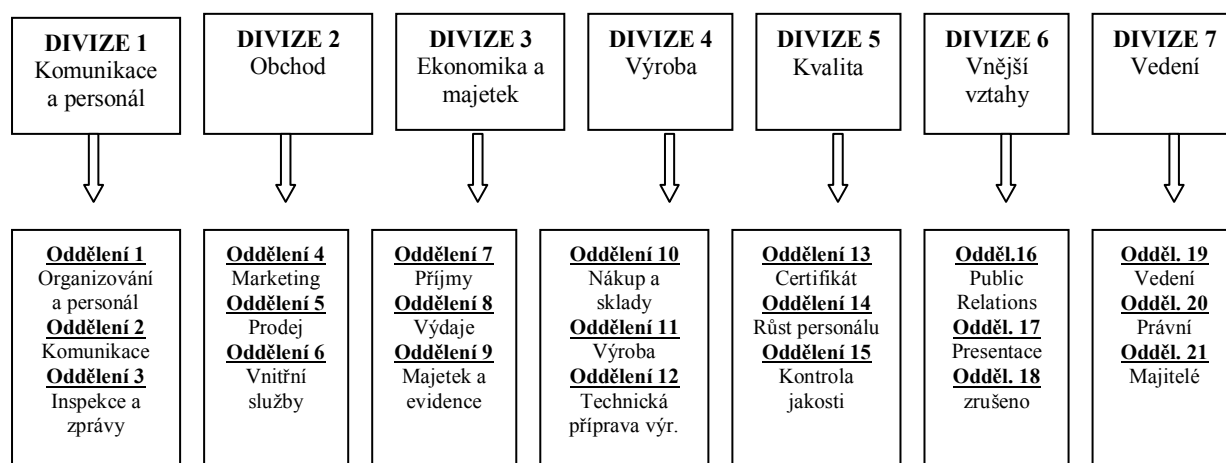 DIVIZE 1
Komunikace
a personál
DIVIZE 2
Obchod
DIVIZE 3
Ekonomika a
majetek
DIVIZE 4
Výroba
DIVIZE 5
Kvalita
DIVIZE 6
Vnější
vztahy
DIVIZE 7
Vedení
Oddělení 1
Organizování
a personál
Oddělení 2
Komunikace
Oddělení 3
Inspekce a
zprávy
Oddělení 4
Marketing
Oddělení 5
Prodej
Oddělení 6
Vnitřní
služby
Oddělení 7
Příjmy
Oddělení 8
Výdaje
Oddělení 9
Majetek a
evidence
Oddělení 10
Nákup a
sklady
Oddělení 11
Výroba
Oddělení 12
Technická
příprava výr.
Oddělení 13
Certifikát
Oddělení 14
Růst personálu
Oddělení 15
Kontrola
jakosti
Odděl.16
Public
Relations
Odděl. 17
Presentace
Odděl. 18
zrušeno
Odděl. 19
Vedení
Odděl. 20
Právní
Odděl. 21
Majitelé